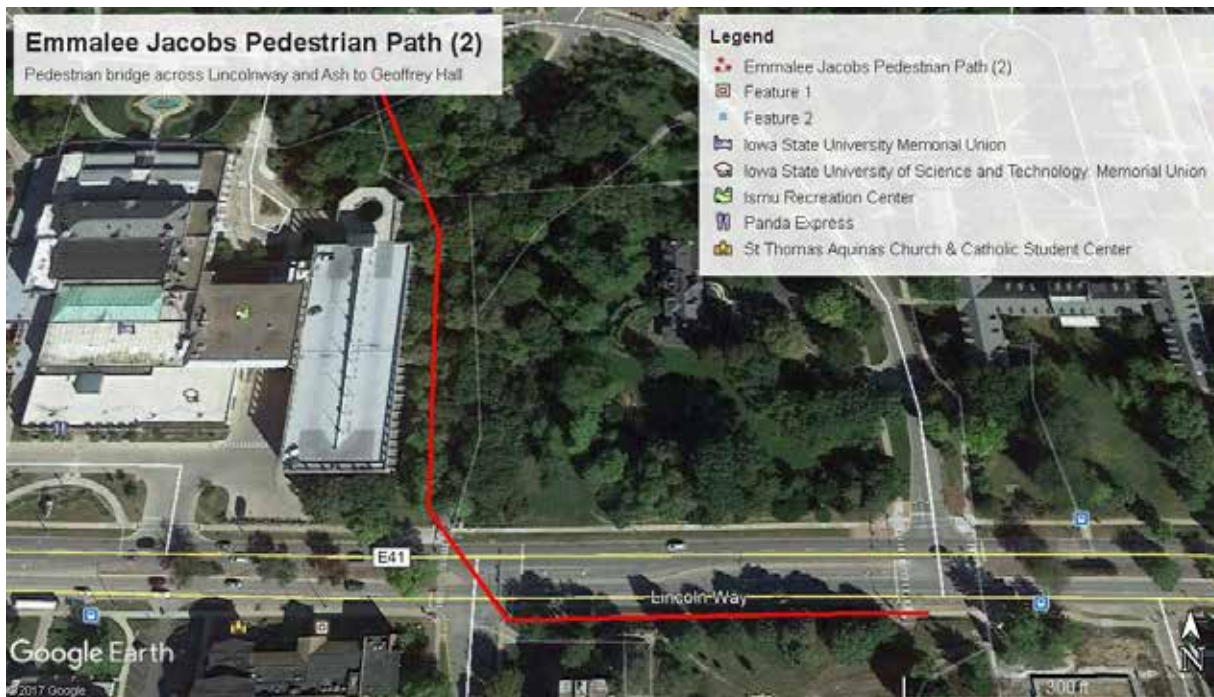 Emmalee Jacobs Pedestrian Path (2)
Pedestrian bridge across Lincolnway and Ash to Geoffrey Hall
Legend
Emmalee Jacobs Pedestrian Path (2)
Feature 1
Feature 2
Iowa State University Memorial Union
Iowa State University of Science and Technology: Memorial Union
Ismu Recreation Center
Panda Express
St Thomas Aquinas Church & Catholic Student Center
E41
Lincoln Way
Google Earth
© 2017 Google
300 ft
N